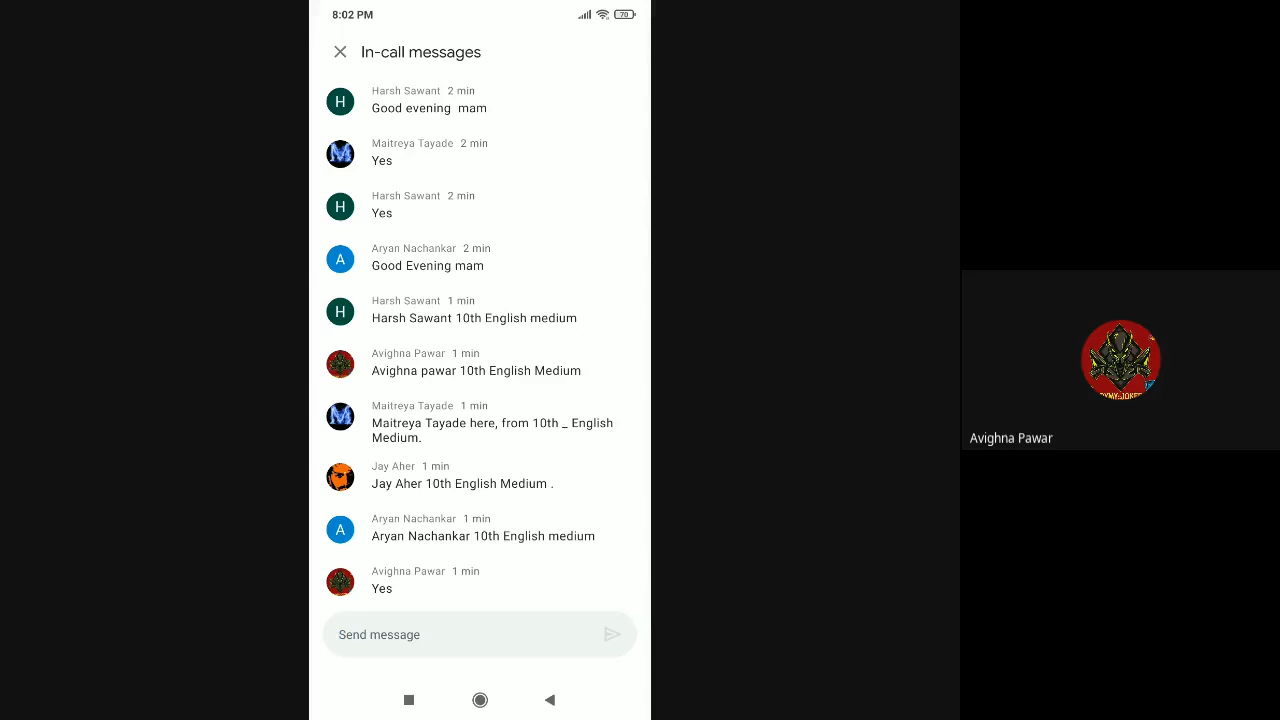 8:02 PM
70
In-call messages
H
Harsh Sawant 2 min
Good evening  mam
Maitreya Tayade 2 min
Yes
H
Harsh Sawant 2 min
Yes
A
Aryan Nachankar 2 min
Good Evening mam
H
Harsh Sawant 1 min
Harsh Sawant 10th English medium
Avighna Pawar 1 min
Avighna pawar 10th English Medium
Maitreya Tayade 1 min
Maitreya Tayade here, from 10th _ English
Medium.
Jay Aher 1 min
Jay Aher 10th English Medium .
A
Aryan Nachankar 1 min
Aryan Nachankar 10th English medium
Avighna Pawar 1 min
Yes
Send message
Avighna Pawar